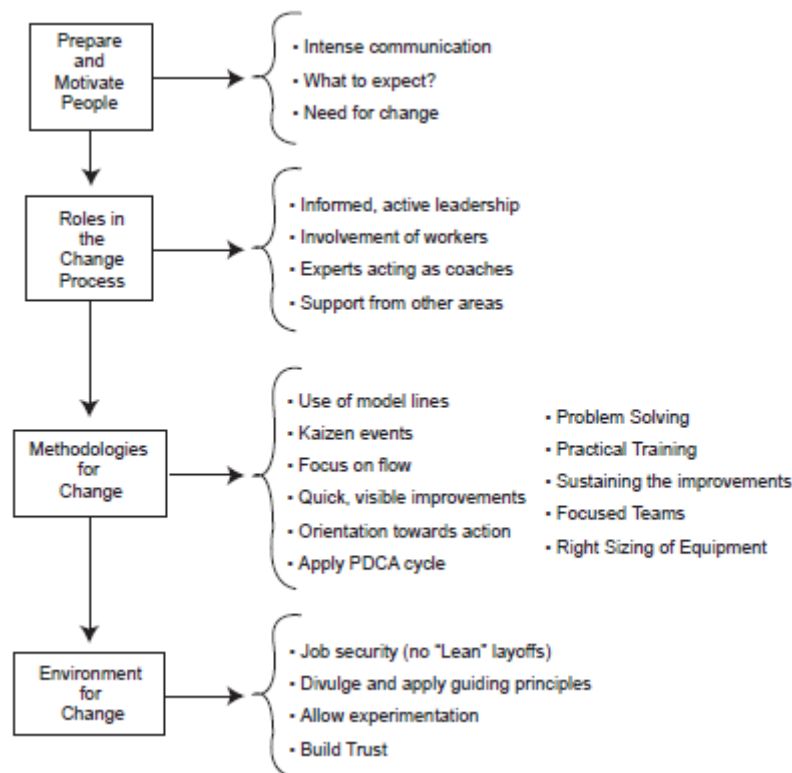 Prepare
and
Motivate
People
▪ Intense communication
▪ What to expect?
▪ Need for change
Roles in
the
Change
Process
▪ Informed, active leadership
▪ Involvement of workers
▪ Experts acting as coaches
▪ Support from other areas
Methodologies
for
Change
▪ Use of model lines
▪ Kaizen events
▪ Focus on flow
▪ Quick, visible improvements
▪ Orientation towards action
▪ Apply PDCA cycle
▪ Problem Solving
▪ Practical Training
▪ Sustaining the improvements
▪ Focused Teams
▪ Right Sizing of Equipment
Environment
for
Change
▪ Job security (no "Lean" layoffs)
▪ Divulge and apply guiding principles
▪ Allow experimentation
▪ Build Trust